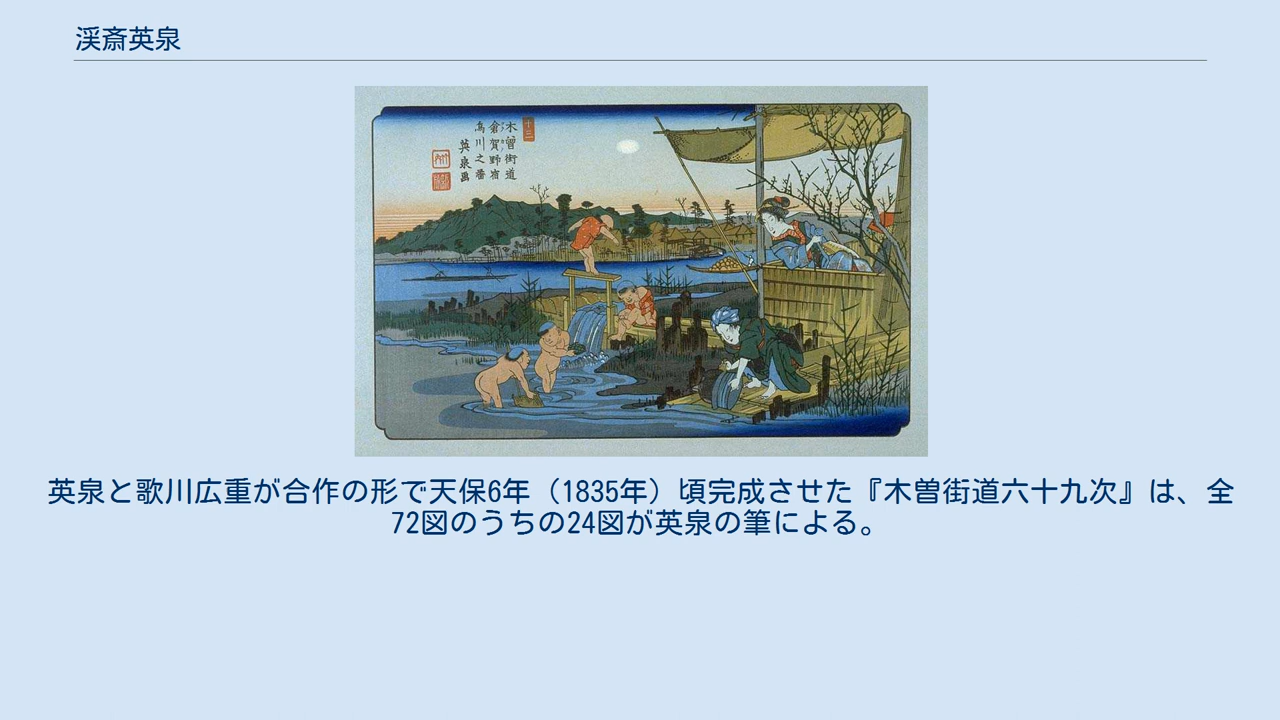 渓斎英泉
十三
木曽街道
倉賀野宿
烏川之圖
英泉画
英泉と歌川広重が合作の形で天保6年（1835年）頃完成させた『木曽街道六十九次』は、全
72図のうちの24図が英泉の筆による。